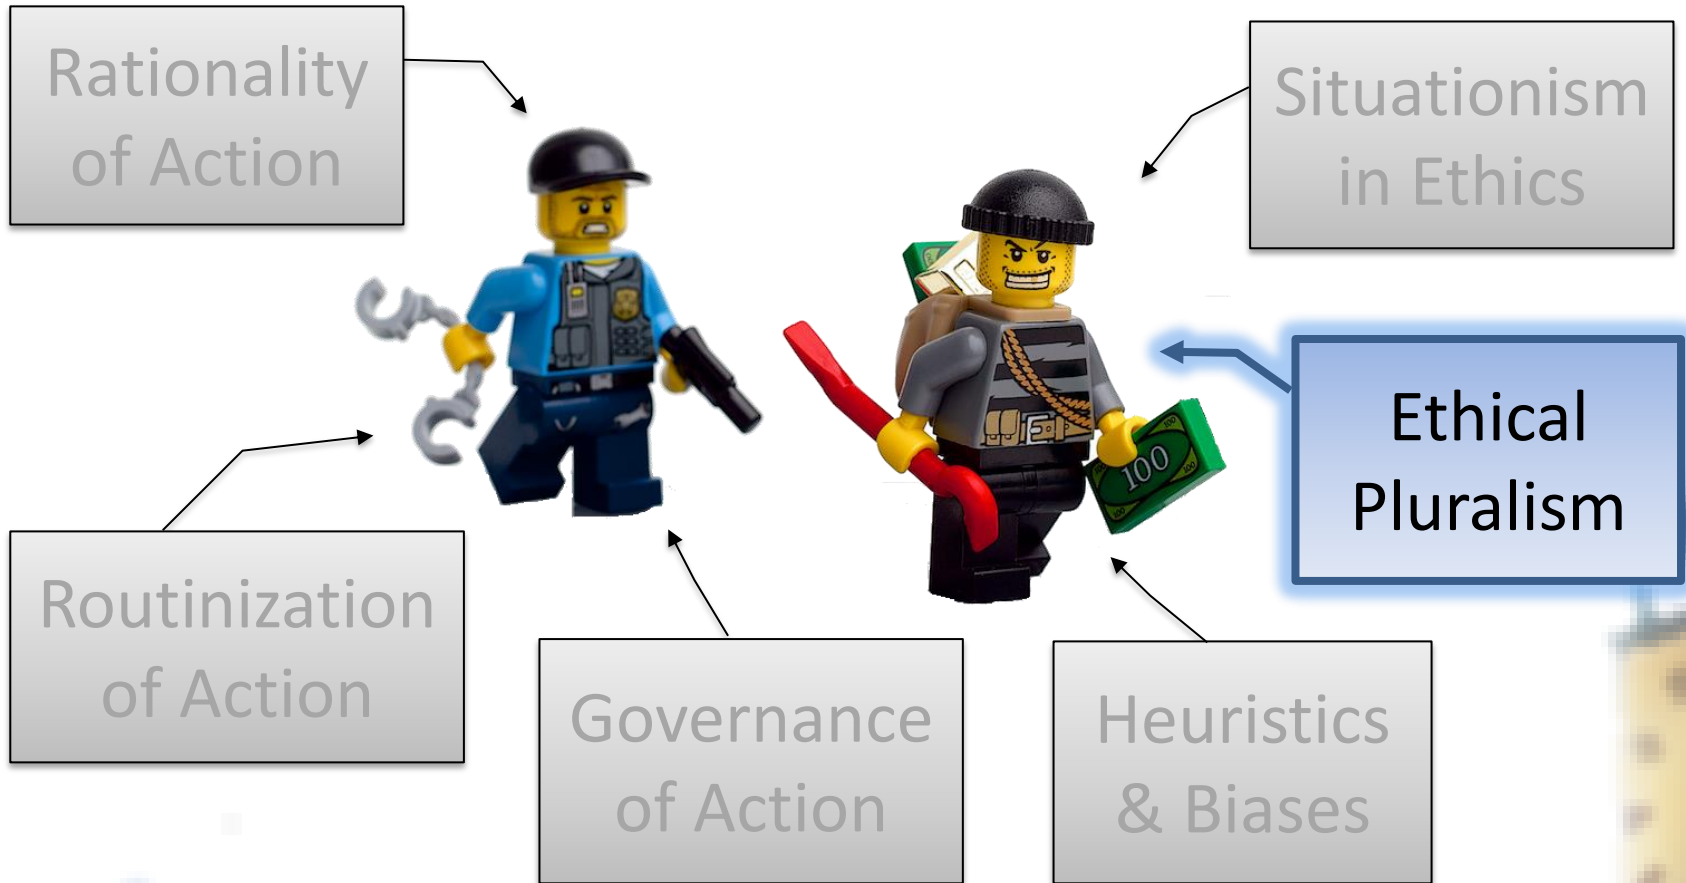 Rationality
of Action
Situationism
in Ethics
Ethical
Pluralism
Routinization
of Action
Governance
of Action
Heuristics
& Biases
100